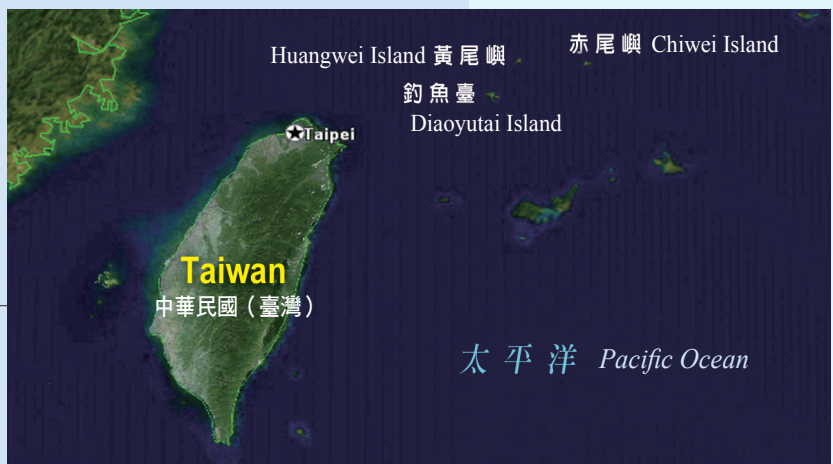 Huangwei Island 黃尾嶼
赤尾嶼 Chiwei Island
釣魚臺
Diaoyutai Island
Taipei
Taiwan
中華民國（臺灣）
太平洋 Pacific Ocean